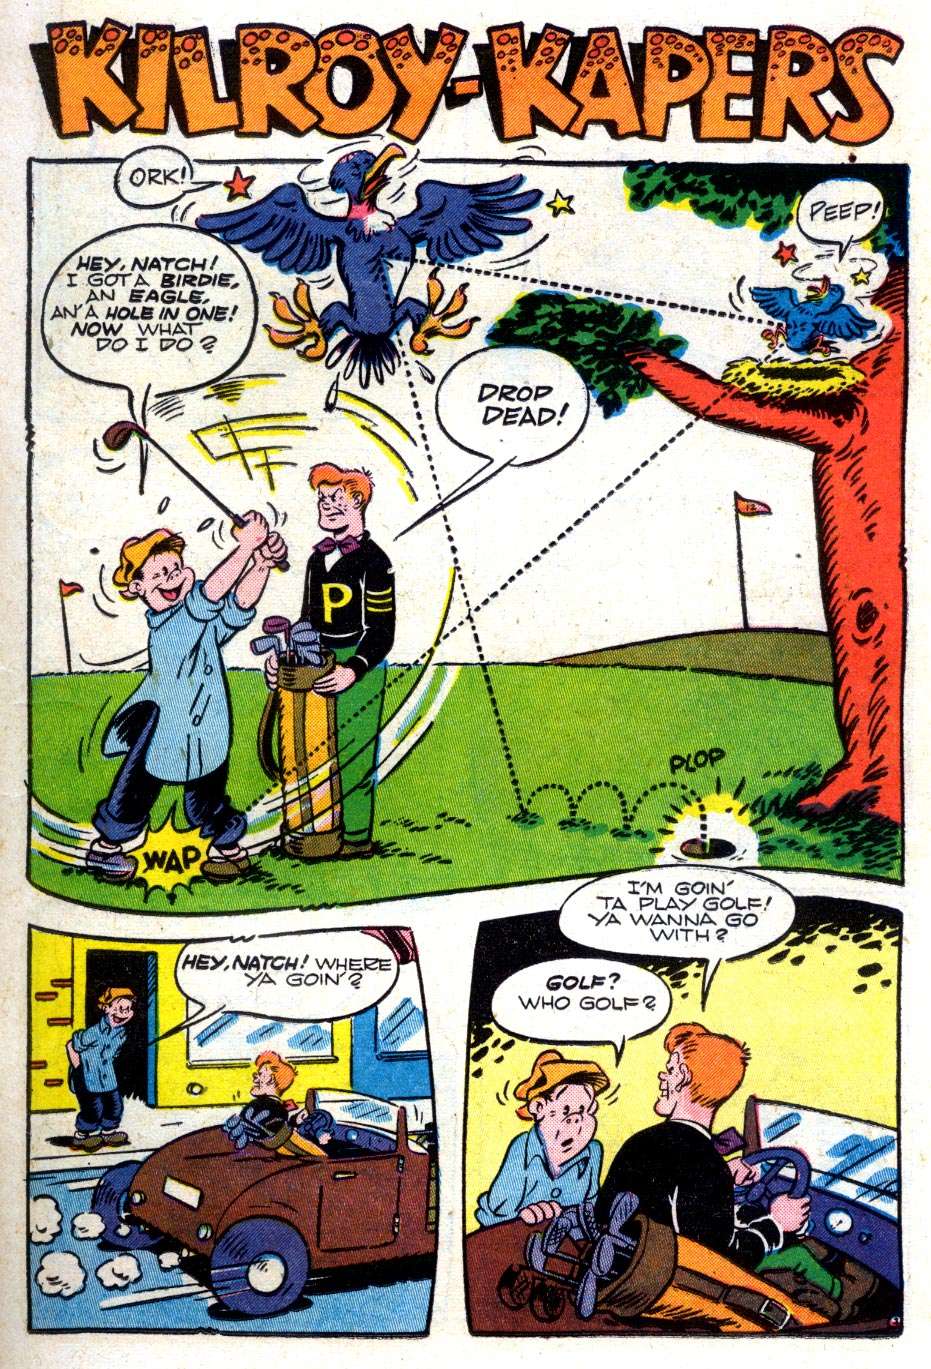 KILROY-KAPERS
ORK!
PEEP!
HEY, NATCH!
I GOT A BIRDIE,
AN EAGLE,
AN' A HOLE IN ONE!
NOW WHAT
DO I DO?
DROP
DEAD!
12
P
PLOP
WAP
HEY, NATCH! WHERE
YA GOIN'?
I'M GOIN'
TA PLAY GOLF!
YA WANNA GO
WITH?
GOLF?
WHO GOLF?